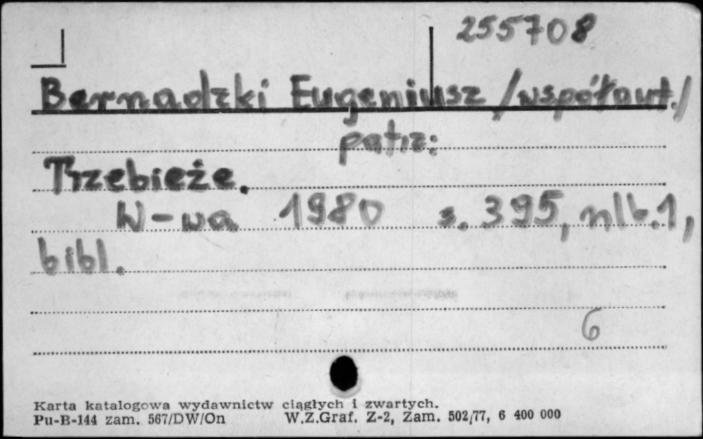 255708
Bernadzki Eugeniusz /współaut./
patrz:
Trzebieże.
W-wa 1980 s. 395, nlb. 1,
bibl.
6
Karta katalogowa wydawnictw ciągłych i zwartych.
Pu-B-144 zam. 567/DW/On W.Z.Graf. Z-2, Zam. 502/77, 6 400 000